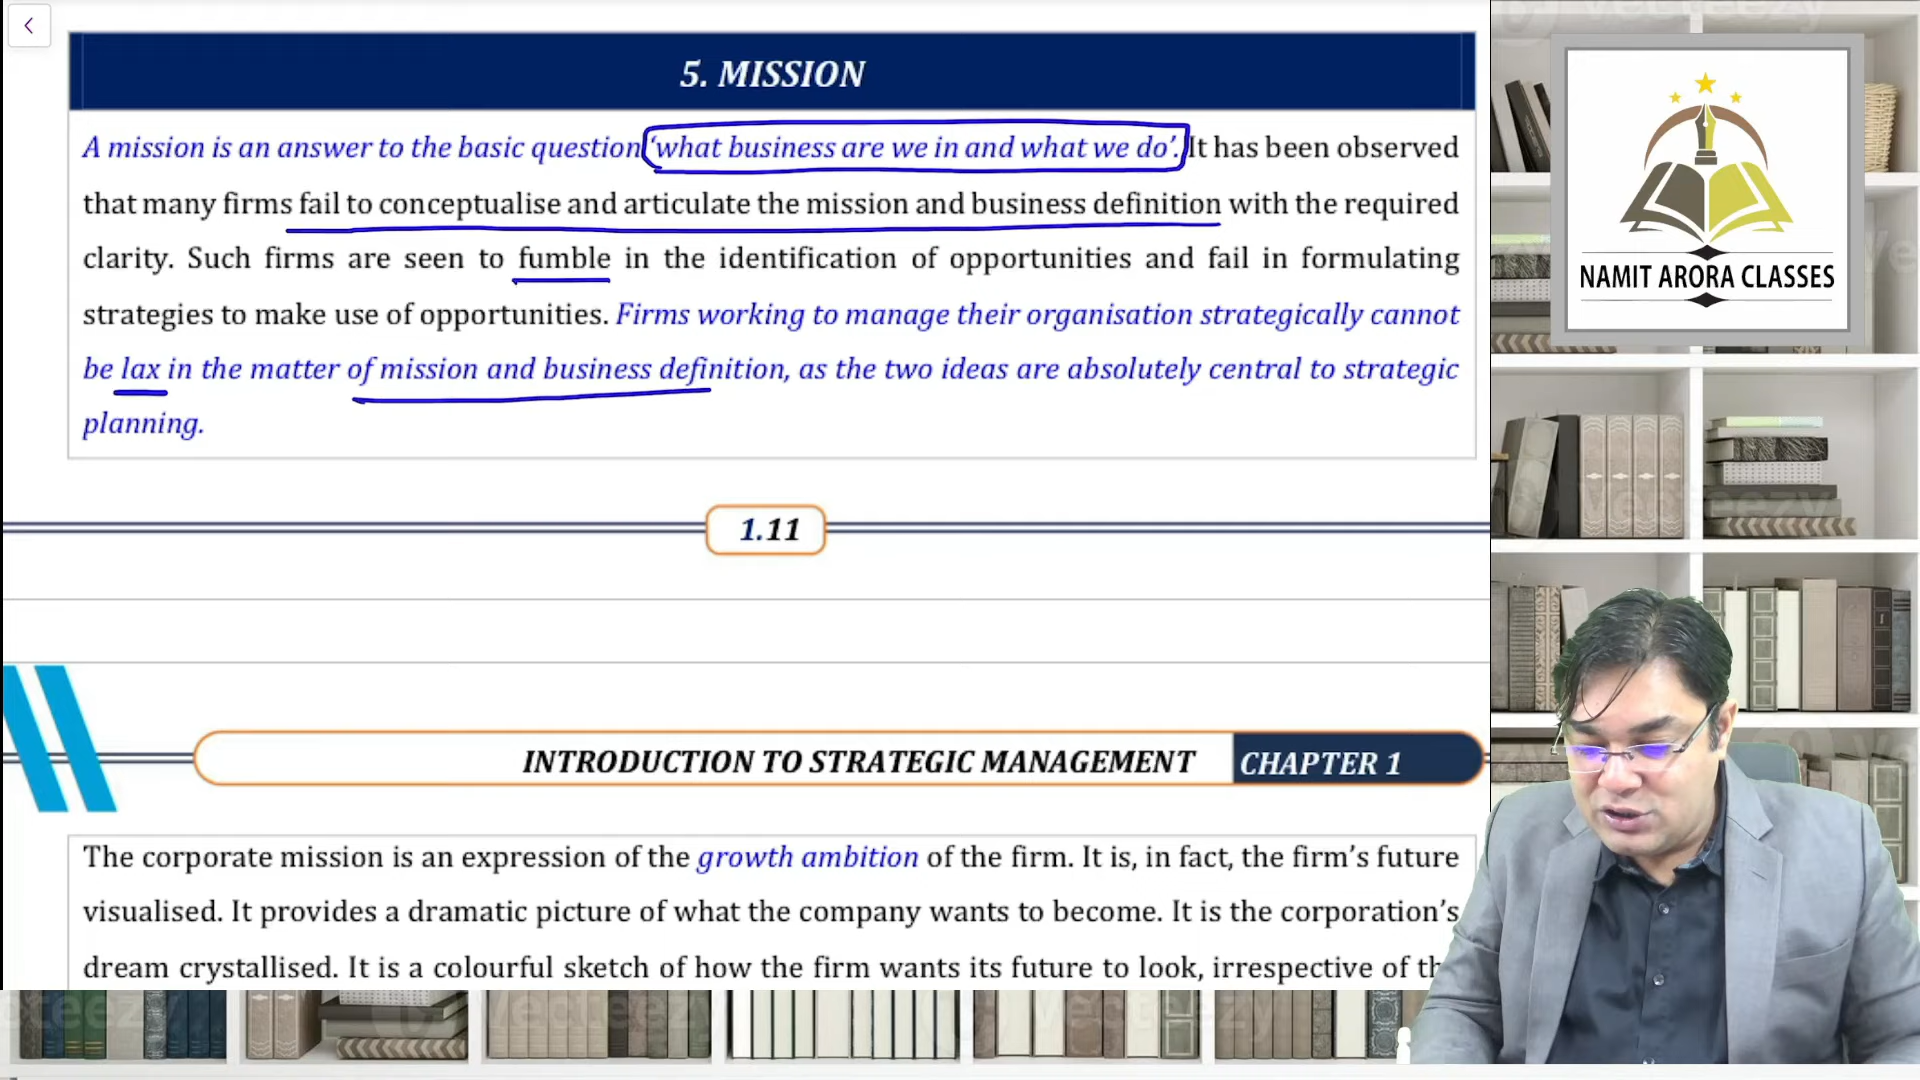 5. MISSION
A mission is an answer to the basic question ‘what business are we in and what we do’. It has been observed
that many firms fail to conceptualise and articulate the mission and business definition with the required
clarity. Such firms are seen to fumble in the identification of opportunities and fail in formulating
strategies to make use of opportunities. Firms working to manage their organisation strategically cannot
be lax in the matter of mission and business definition, as the two ideas are absolutely central to strategic
planning.
1.11
INTRODUCTION TO STRATEGIC MANAGEMENT CHAPTER 1
The corporate mission is an expression of the growth ambition of the firm. It is, in fact, the firm’s future
visualised. It provides a dramatic picture of what the company wants to become. It is the corporation’s
dream crystallised. It is a colourful sketch of how the firm wants its future to look, irrespective of
NAMIT ARORA CLASSES